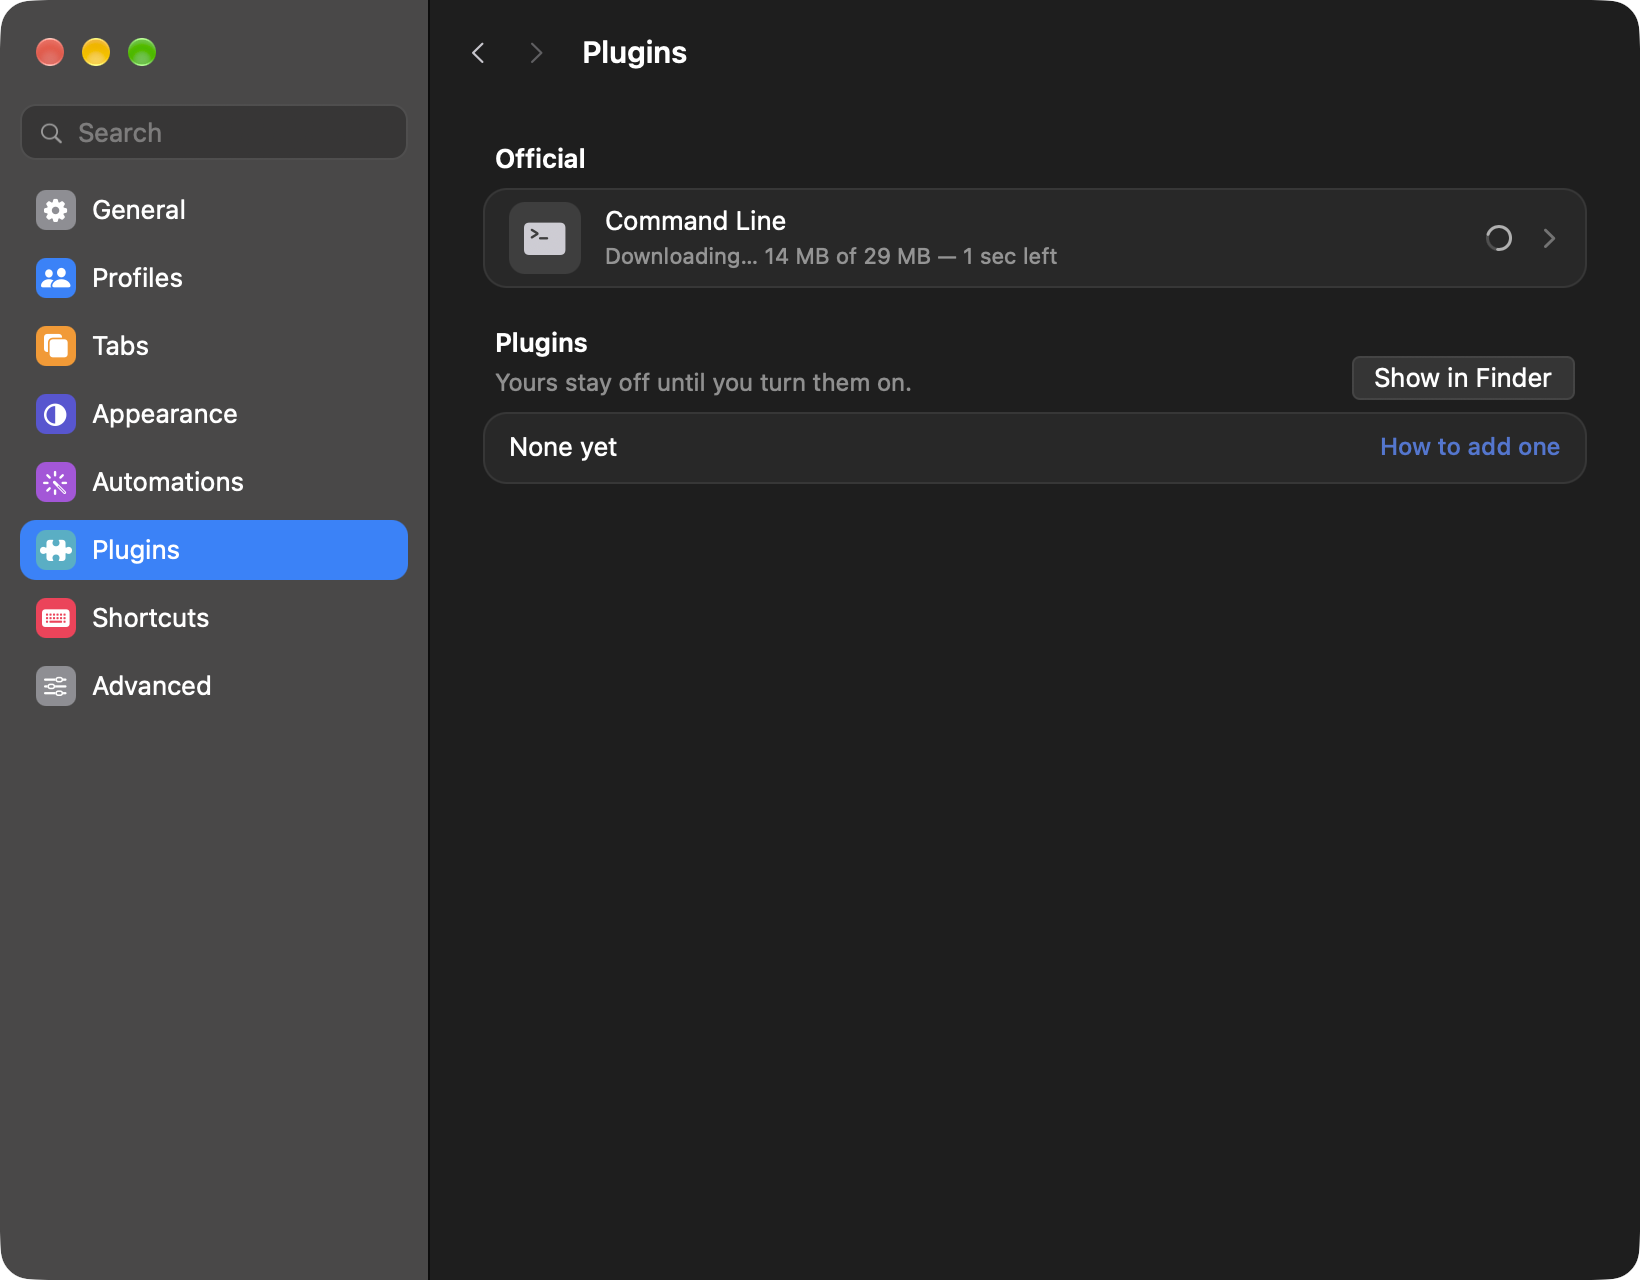 Plugins
Search
General
Profiles
Tabs
Appearance
Automations
Plugins
Shortcuts
Advanced
Official
>_
Command Line
Downloading... 14 MB of 29 MB — 1 sec left
Plugins
Yours stay off until you turn them on.
Show in Finder
None yet
How to add one